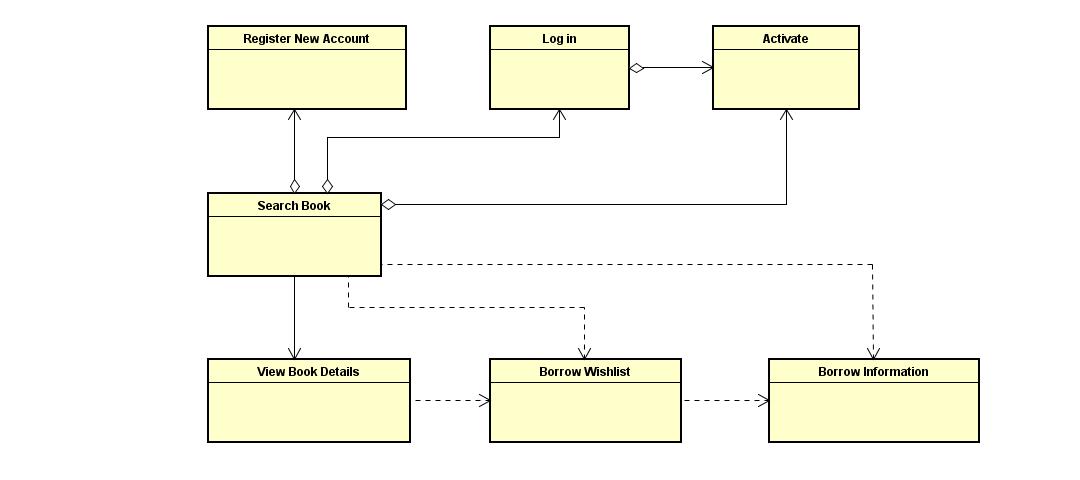 Register New Account
Log in
Activate
Search Book
View Book Details
Borrow Wishlist
Borrow Information